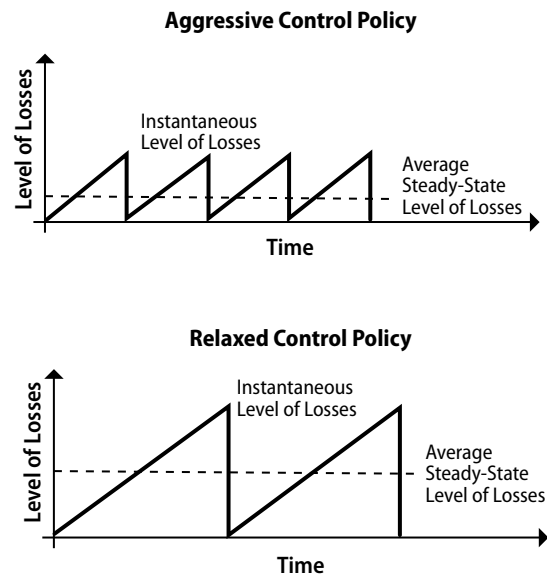 Aggressive Control Policy
Level of Losses
Instantaneous
Level of Losses
Average
Steady-State
Level of Losses
Time
Relaxed Control Policy
Level of Losses
Instantaneous
Level of Losses
Average
Steady-State
Level of Losses
Time